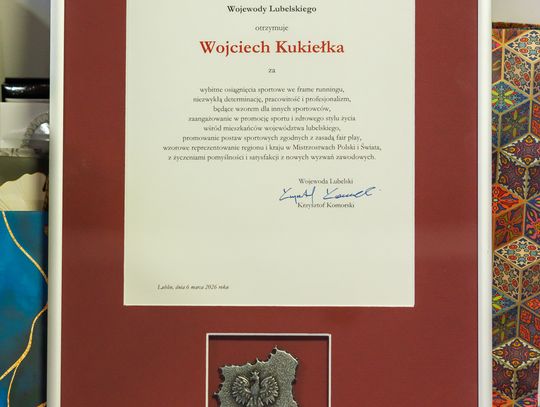 Wojewody Lubelskiego
otrzymuje
Wojciech Kukiełka
za
wybitne osiągnięcia sportowe we frame runningu,
niezwykłą determinację, pracowitość i profesjonalizm,
będące wzorem dla innych sportowców,
zaangażowanie w promocję sportu i zdrowego stylu życia
wśród mieszkańców województwa lubelskiego,
promowanie postaw sportowych zgodnych z zasadą fair play,
wzorowe reprezentowanie regionu i kraju w Mistrzostwach Polski i Świata,
z życzeniami pomyślności i satysfakcji z nowych wyzwań zawodowych.
Wojewoda Lubelski
Krzysztof Komorski
Lublin, dnia 6 marca 2026 roku